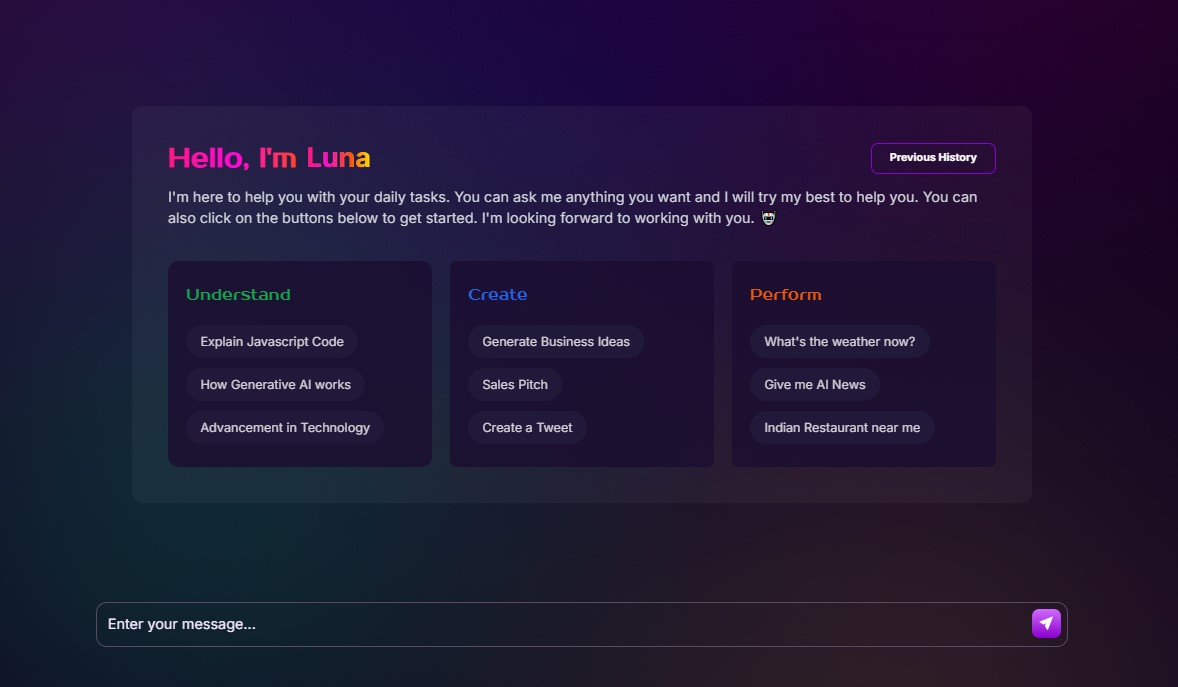 Hello, I'm Luna
Previous History
I'm here to help you with your daily tasks. You can ask me anything you want and I will try my best to help you. You can
also click on the buttons below to get started. I'm looking forward to working with you.
Understand
Explain Javascript Code
How Generative AI works
Advancement in Technology
Create
Generate Business Ideas
Sales Pitch
Create a Tweet
Perform
What's the weather now?
Give me AI News
Indian Restaurant near me
Enter your message...